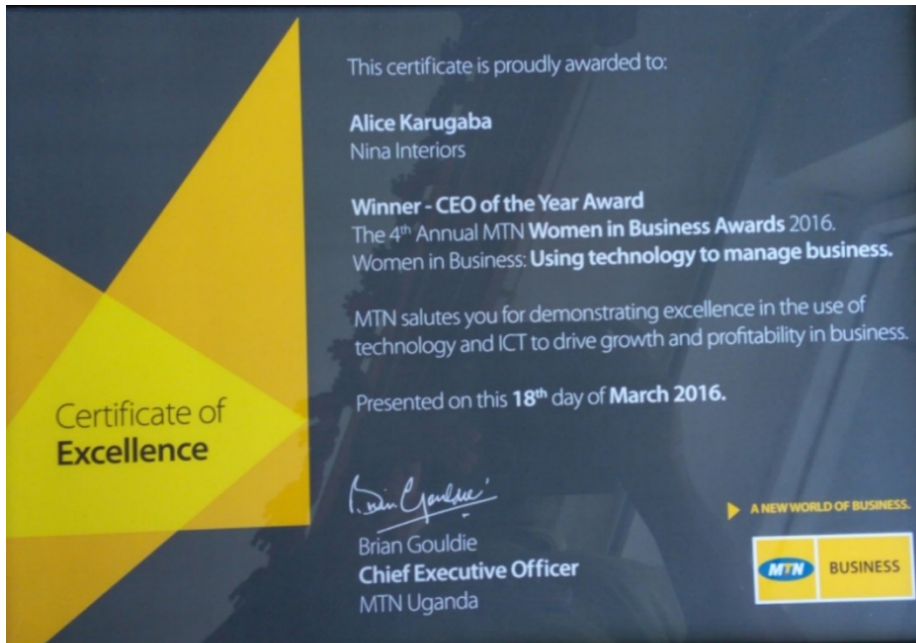 This certificate is proudly awarded to:
Alice Karugaba
Nina Interiors
Winner - CEO of the Year Award
The 4th Annual MTN Women in Business Awards 2016.
Women in Business: Using technology to manage business.
MTN salutes you for demonstrating excellence in the use of
technology and ICT to drive growth and profitability in business.
Presented on this 18th day of March 2016.
Certificate of
Excellence
Brian Gouldie
Chief Executive Officer
MTN Uganda
A NEW WORLD OF BUSINESS.
MTN BUSINESS